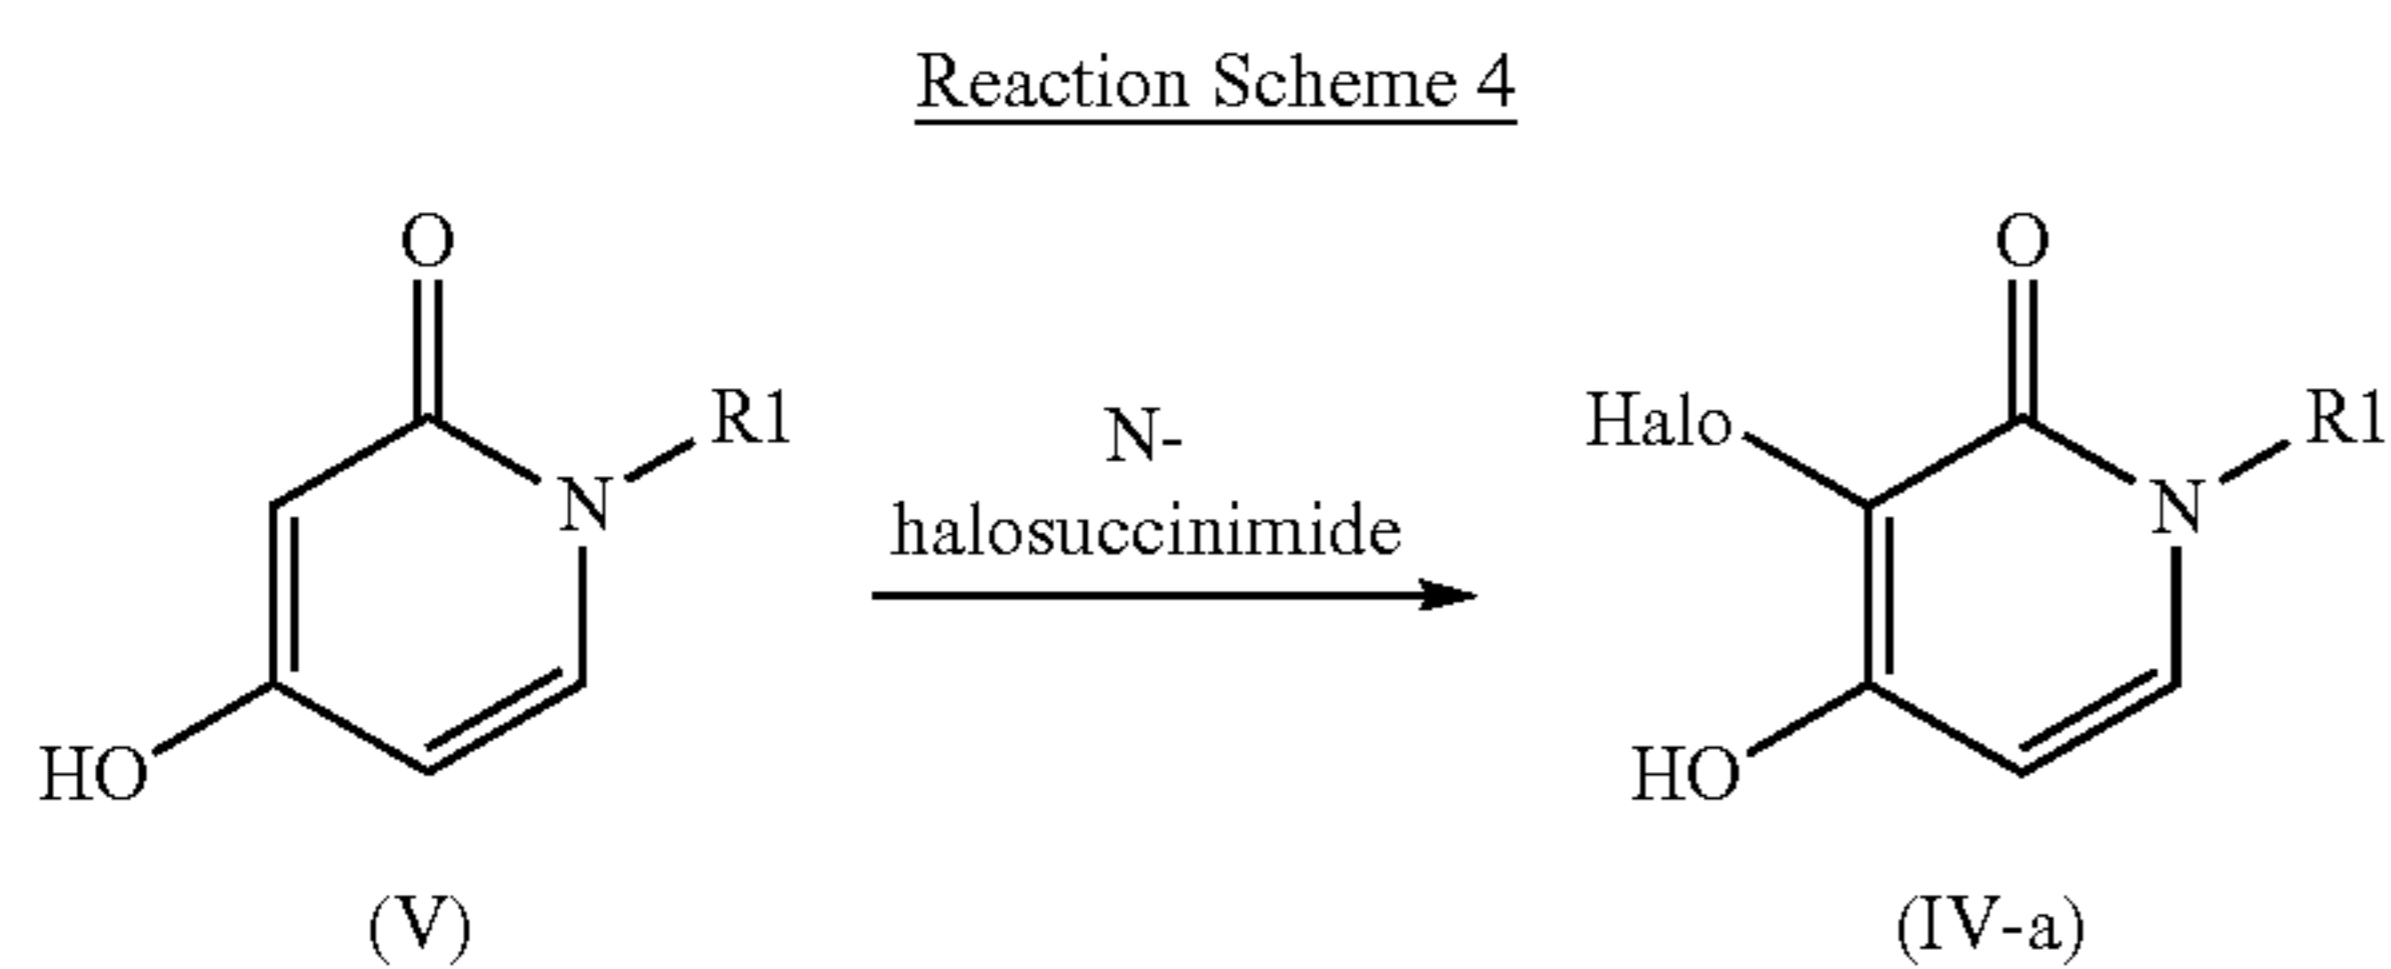 Reaction Scheme 4
O
R1
N
HO
(V)
N-
halosuccinimide
O
Halo
R1
N
HO
(IV-a)